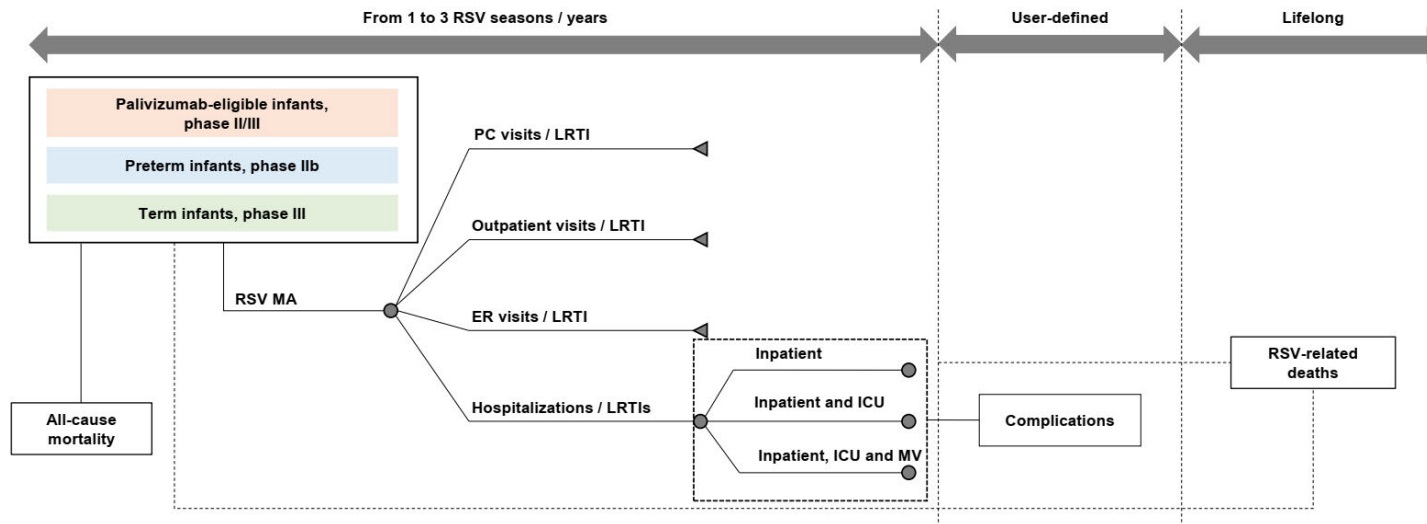 From 1 to 3 RSV seasons / years
User-defined
Lifelong
Palivizumab-eligible infants,
phase II/III
Preterm infants, phase IIb
Term infants, phase III
PC visits / LRTI
Outpatient visits / LRTI
RSV MA
ER visits / LRTI
Inpatient
RSV-related
deaths
All-cause
mortality
Hospitalizations / LRTIs
Inpatient and ICU
Complications
Inpatient, ICU and MV